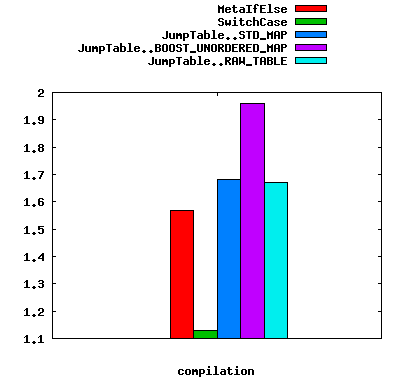 MetaIfElse
SwitchCase
JumpTable..STD_MAP
JumpTable..BOOST_UNORDERED_MAP
JumpTable..RAW_TABLE
2
1.9
1.8
1.7
1.6
1.5
1.4
1.3
1.2
1.1
compilation